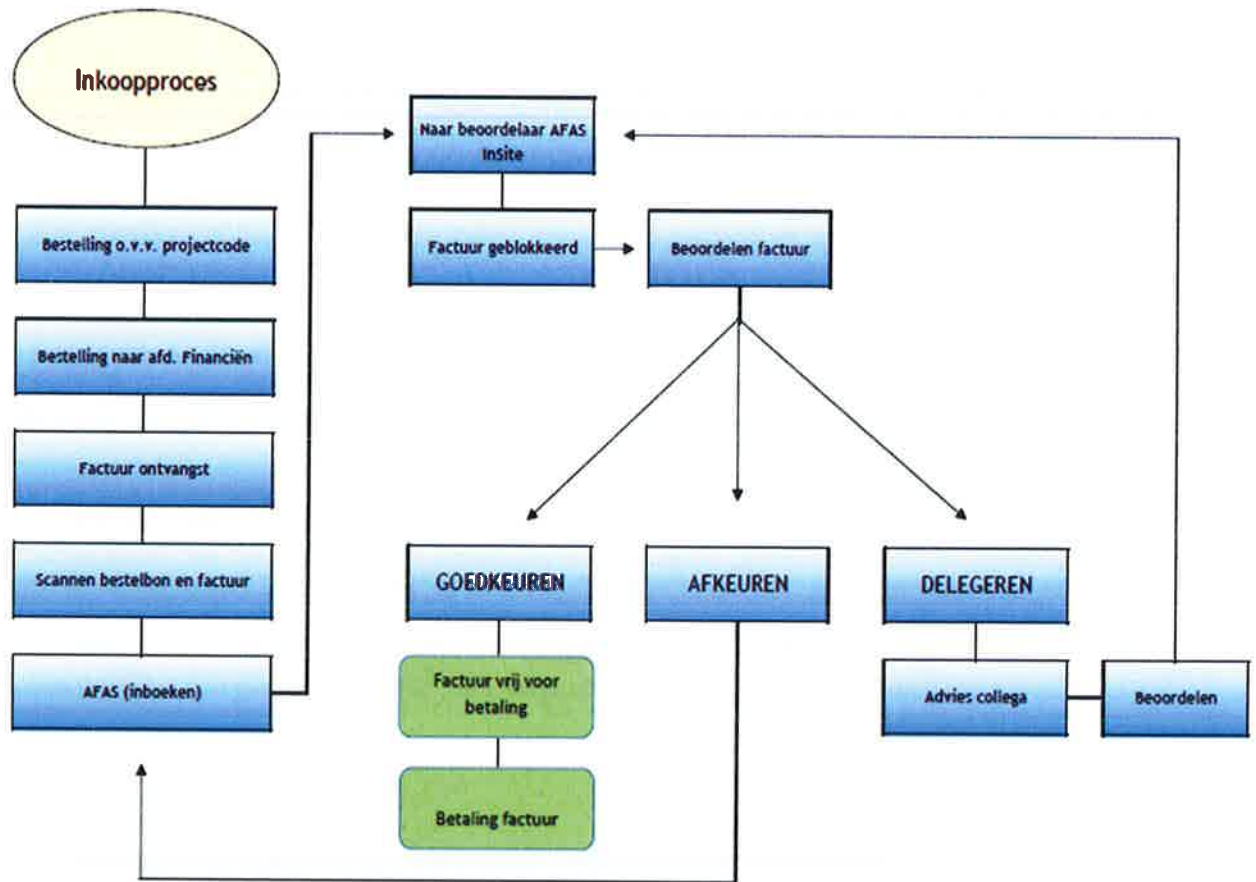 Inkoopproces
Bestelling o.v.v. projectcode
Bestelling naar afd. Financiën
Factuur ontvangst
Scannen bestelbon en factuur
AFAS (inboeken)
Naar beoordelaar AFAS
InSite
Factuur geblokkeerd
Beoordelen factuur
GOEDKEUREN
AFKEUREN
DELEGEREN
Factuur vrij voor
betaling
Betaling factuur
Advies collega
Beoordelen